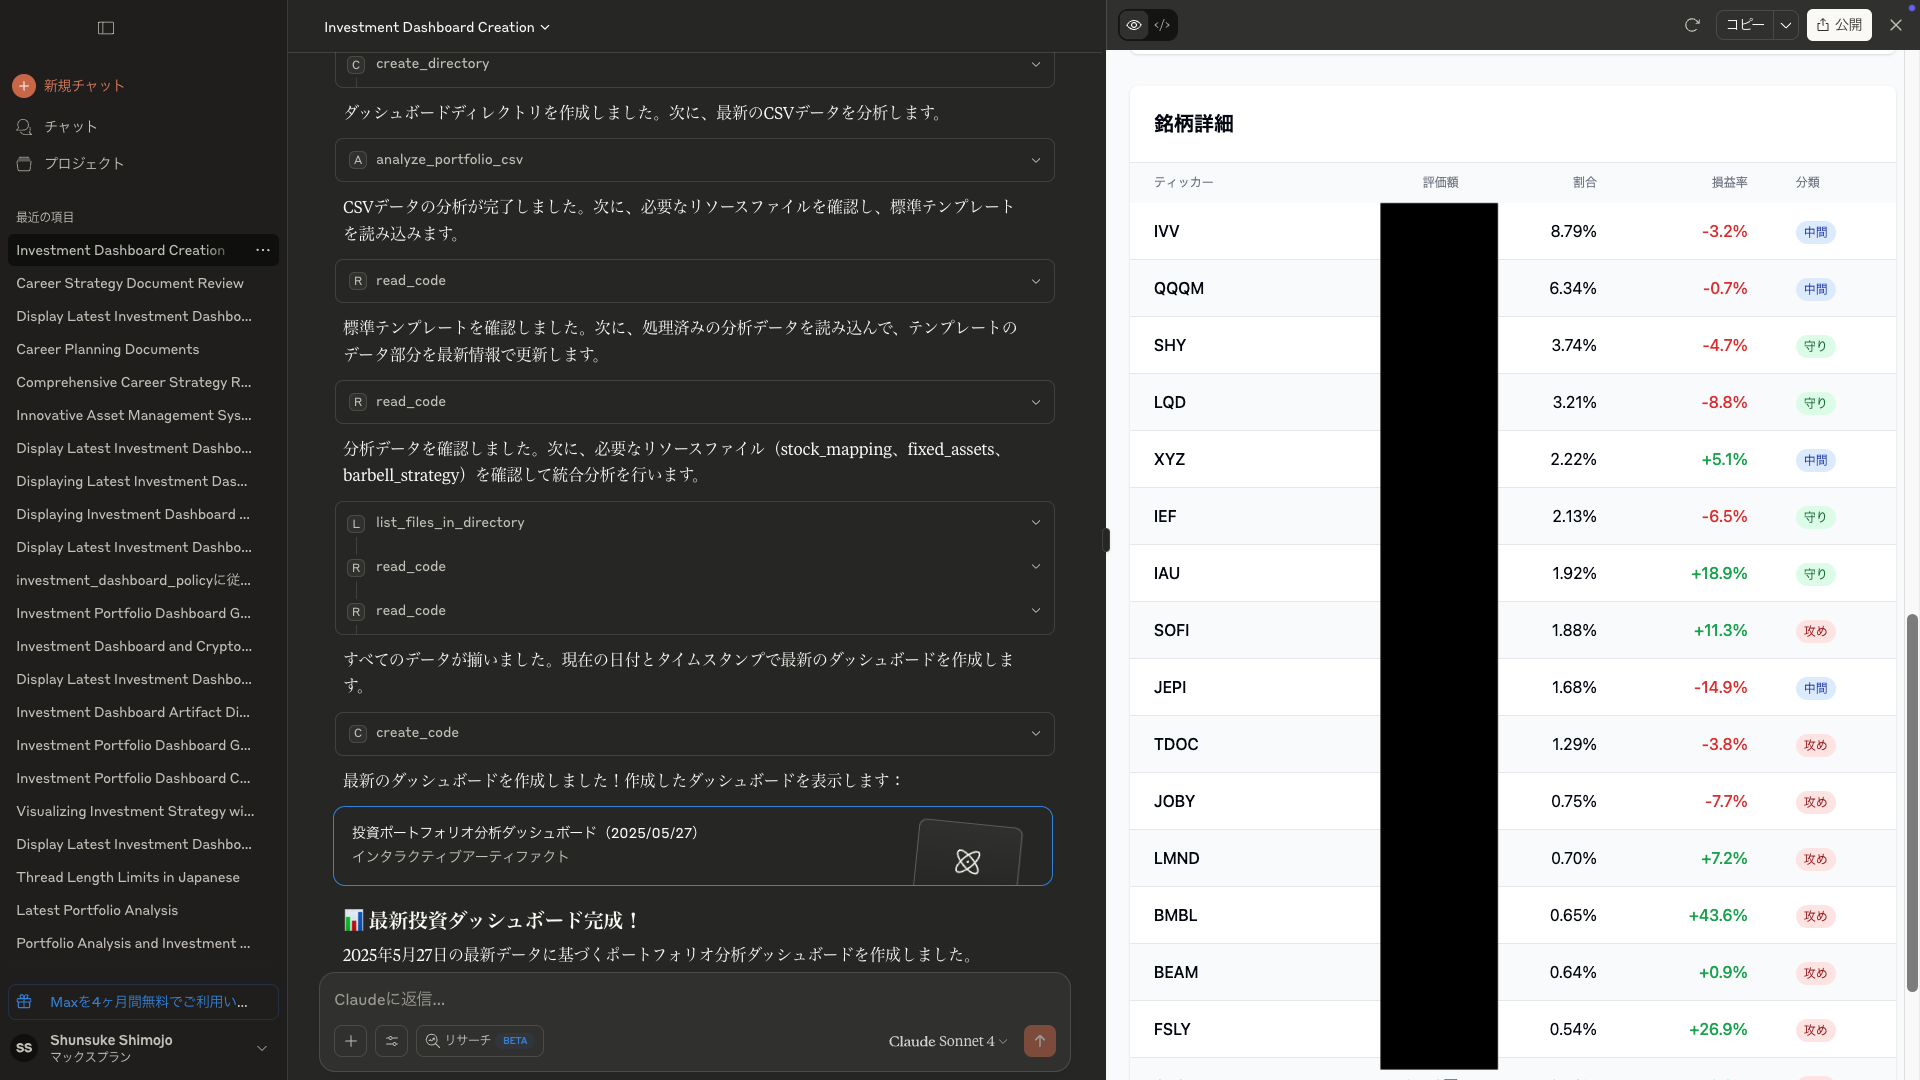 新規チャット
チャット
プロジェクト
最近の項目
Investment Dashboard Creation
Career Strategy Document Review
Display Latest Investment Dashbo...
Career Planning Documents
Comprehensive Career Strategy R...
Innovative Asset Management Sys...
Display Latest Investment Dashbo...
Displaying Latest Investment Das...
Displaying Investment Dashboard ...
Display Latest Investment Dashbo...
investment_dashboard_policyに従...
Investment Portfolio Dashboard G...
Investment Dashboard and Crypto...
Display Latest Investment Dashbo...
Investment Dashboard Artifact Di...
Investment Portfolio Dashboard G...
Investment Portfolio Dashboard C...
Visualizing Investment Strategy wi...
Display Latest Investment Dashbo...
Thread Length Limits in Japanese
Latest Portfolio Analysis
Portfolio Analysis and Investment ...
Maxを4ヶ月間無料でご利用い...
SS
Shunsuke Shimojo
マックスプラン
Investment Dashboard Creation
C create_directory
ダッシュボードディレクトリを作成しました。次に、最新のCSVデータを分析します。
A analyze_portfolio_csv
CSVデータの分析が完了しました。次に、必要なリソースファイルを確認し、標準テンプレート
を読み込みます。
R read_code
標準テンプレートを確認しました。次に、処理済みの分析データを読み込んで、テンプレートの
データ部分を最新情報で更新します。
R read_code
分析データを確認しました。次に、必要なリソースファイル（stock_mapping、fixed_assets、
barbell_strategy）を確認して統合分析を行います。
L list_files_in_directory
R read_code
R read_code
すべてのデータが揃いました。現在の日付とタイムスタンプで最新のダッシュボードを作成しま
す。
C create_code
最新のダッシュボードを作成しました！作成したダッシュボードを表示します：
投資ポートフォリオ分析ダッシュボード（2025/05/27）
インタラクティブアーティファクト
📊 最新投資ダッシュボード完成！
2025年5月27日の最新データに基づくポートフォリオ分析ダッシュボードを作成しました。
Claudeに返信...
リサーチ BETA
Claude Sonnet 4
コピー
公開
銘柄詳細
ティッカー 評価額 割合 損益率 分類
IVV 8.79% -3.2% 中間
QQQM 6.34% -0.7% 中間
SHY 3.74% -4.7% 守り
LQD 3.21% -8.8% 守り
XYZ 2.22% +5.1% 中間
IEF 2.13% -6.5% 守り
IAU 1.92% +18.9% 守り
SOFI 1.88% +11.3% 攻め
JEPI 1.68% -14.9% 中間
TDOC 1.29% -3.8% 攻め
JOBY 0.75% -7.7% 攻め
LMND 0.70% +7.2% 攻め
BMBL 0.65% +43.6% 攻め
BEAM 0.64% +0.9% 攻め
FSLY 0.54% +26.9% 攻め